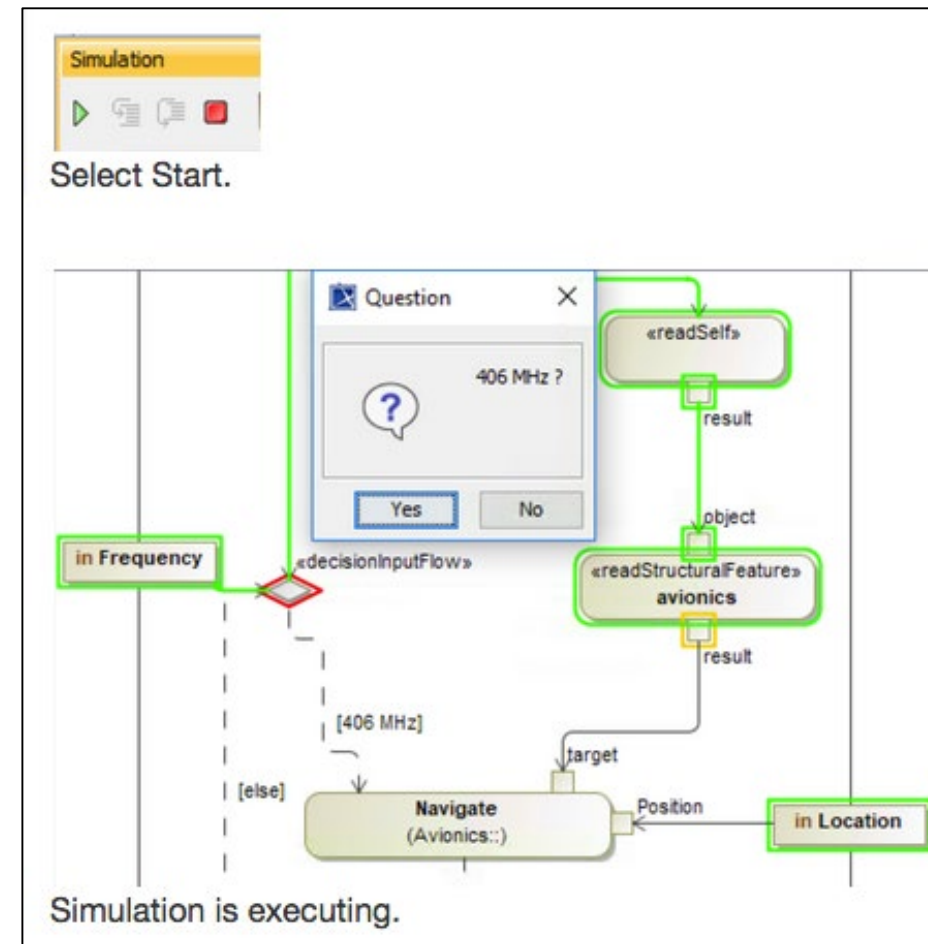 Simulation
Select Start.
Question
406 MHz ?
Yes
No
«readSelf»
result
object
in Frequency
«decisionInputFlow»
«readStructuralFeature»
avionics
result
[406 MHz]
target
[else]
Navigate
(Avionics::)
Position
in Location
Simulation is executing.